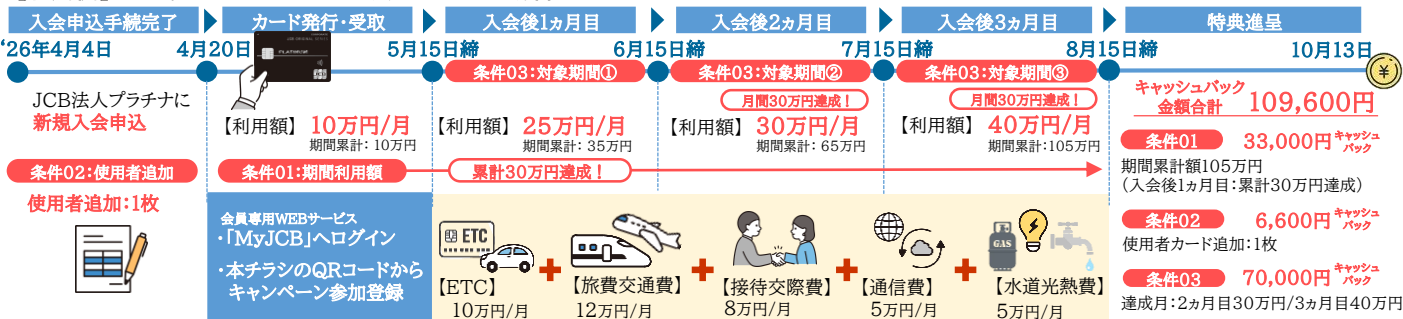 入会申込手続完了
カード発行・受取
入会後1ヵ月目
入会後2ヵ月目
入会後3ヵ月目
特典進呈
‘26年4月4日
4月20日
5月15日締
6月15日締
7月15日締
8月15日締
10月13日
JCB法人プラチナに
新規入会申込
条件02:使用者追加
使用者追加:1枚
PLATINUM
JCB
【利用額】 10万円/月
期間累計: 10万円
条件01:期間利用額
会員専用WEBサービス
・「MyJCB」へログイン
・本チラシのQRコードから
キャンペーン参加登録
条件03:対象期間①
【利用額】 25万円/月
期間累計: 35万円
累計30万円達成！
条件03:対象期間②
月間30万円達成！
【利用額】 30万円/月
期間累計: 65万円
条件03:対象期間③
月間30万円達成！
【利用額】 40万円/月
期間累計:105万円
ETC
GAS
【ETC】
10万円/月
+
【旅費交通費】
12万円/月
+
【接待交際費】
8万円/月
+
【通信費】
5万円/月
+
【水道光熱費】
5万円/月
¥
キャッシュバック
金額合計 109,600円
条件01 33,000円 キャッシュ
バック
期間累計額105万円
(入会後1ヵ月目:累計30万円達成)
条件02 6,600円 キャッシュ
バック
使用者カード追加:1枚
条件03 70,000円 キャッシュ
バック
達成月:2ヵ月目30万円/3ヵ月目40万円